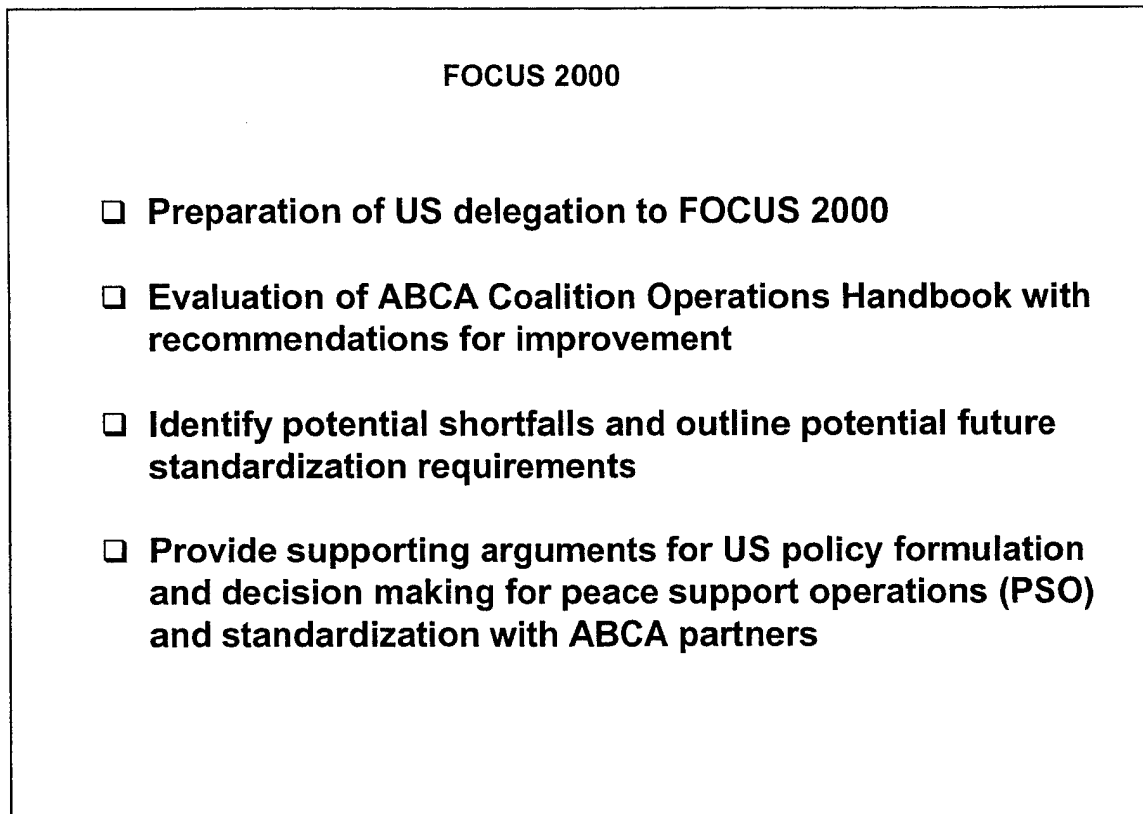 FOCUS 2000
❑ Preparation of US delegation to FOCUS 2000
❑ Evaluation of ABCA Coalition Operations Handbook with
recommendations for improvement
❑ Identify potential shortfalls and outline potential future
standardization requirements
❑ Provide supporting arguments for US policy formulation
and decision making for peace support operations (PSO)
and standardization with ABCA partners